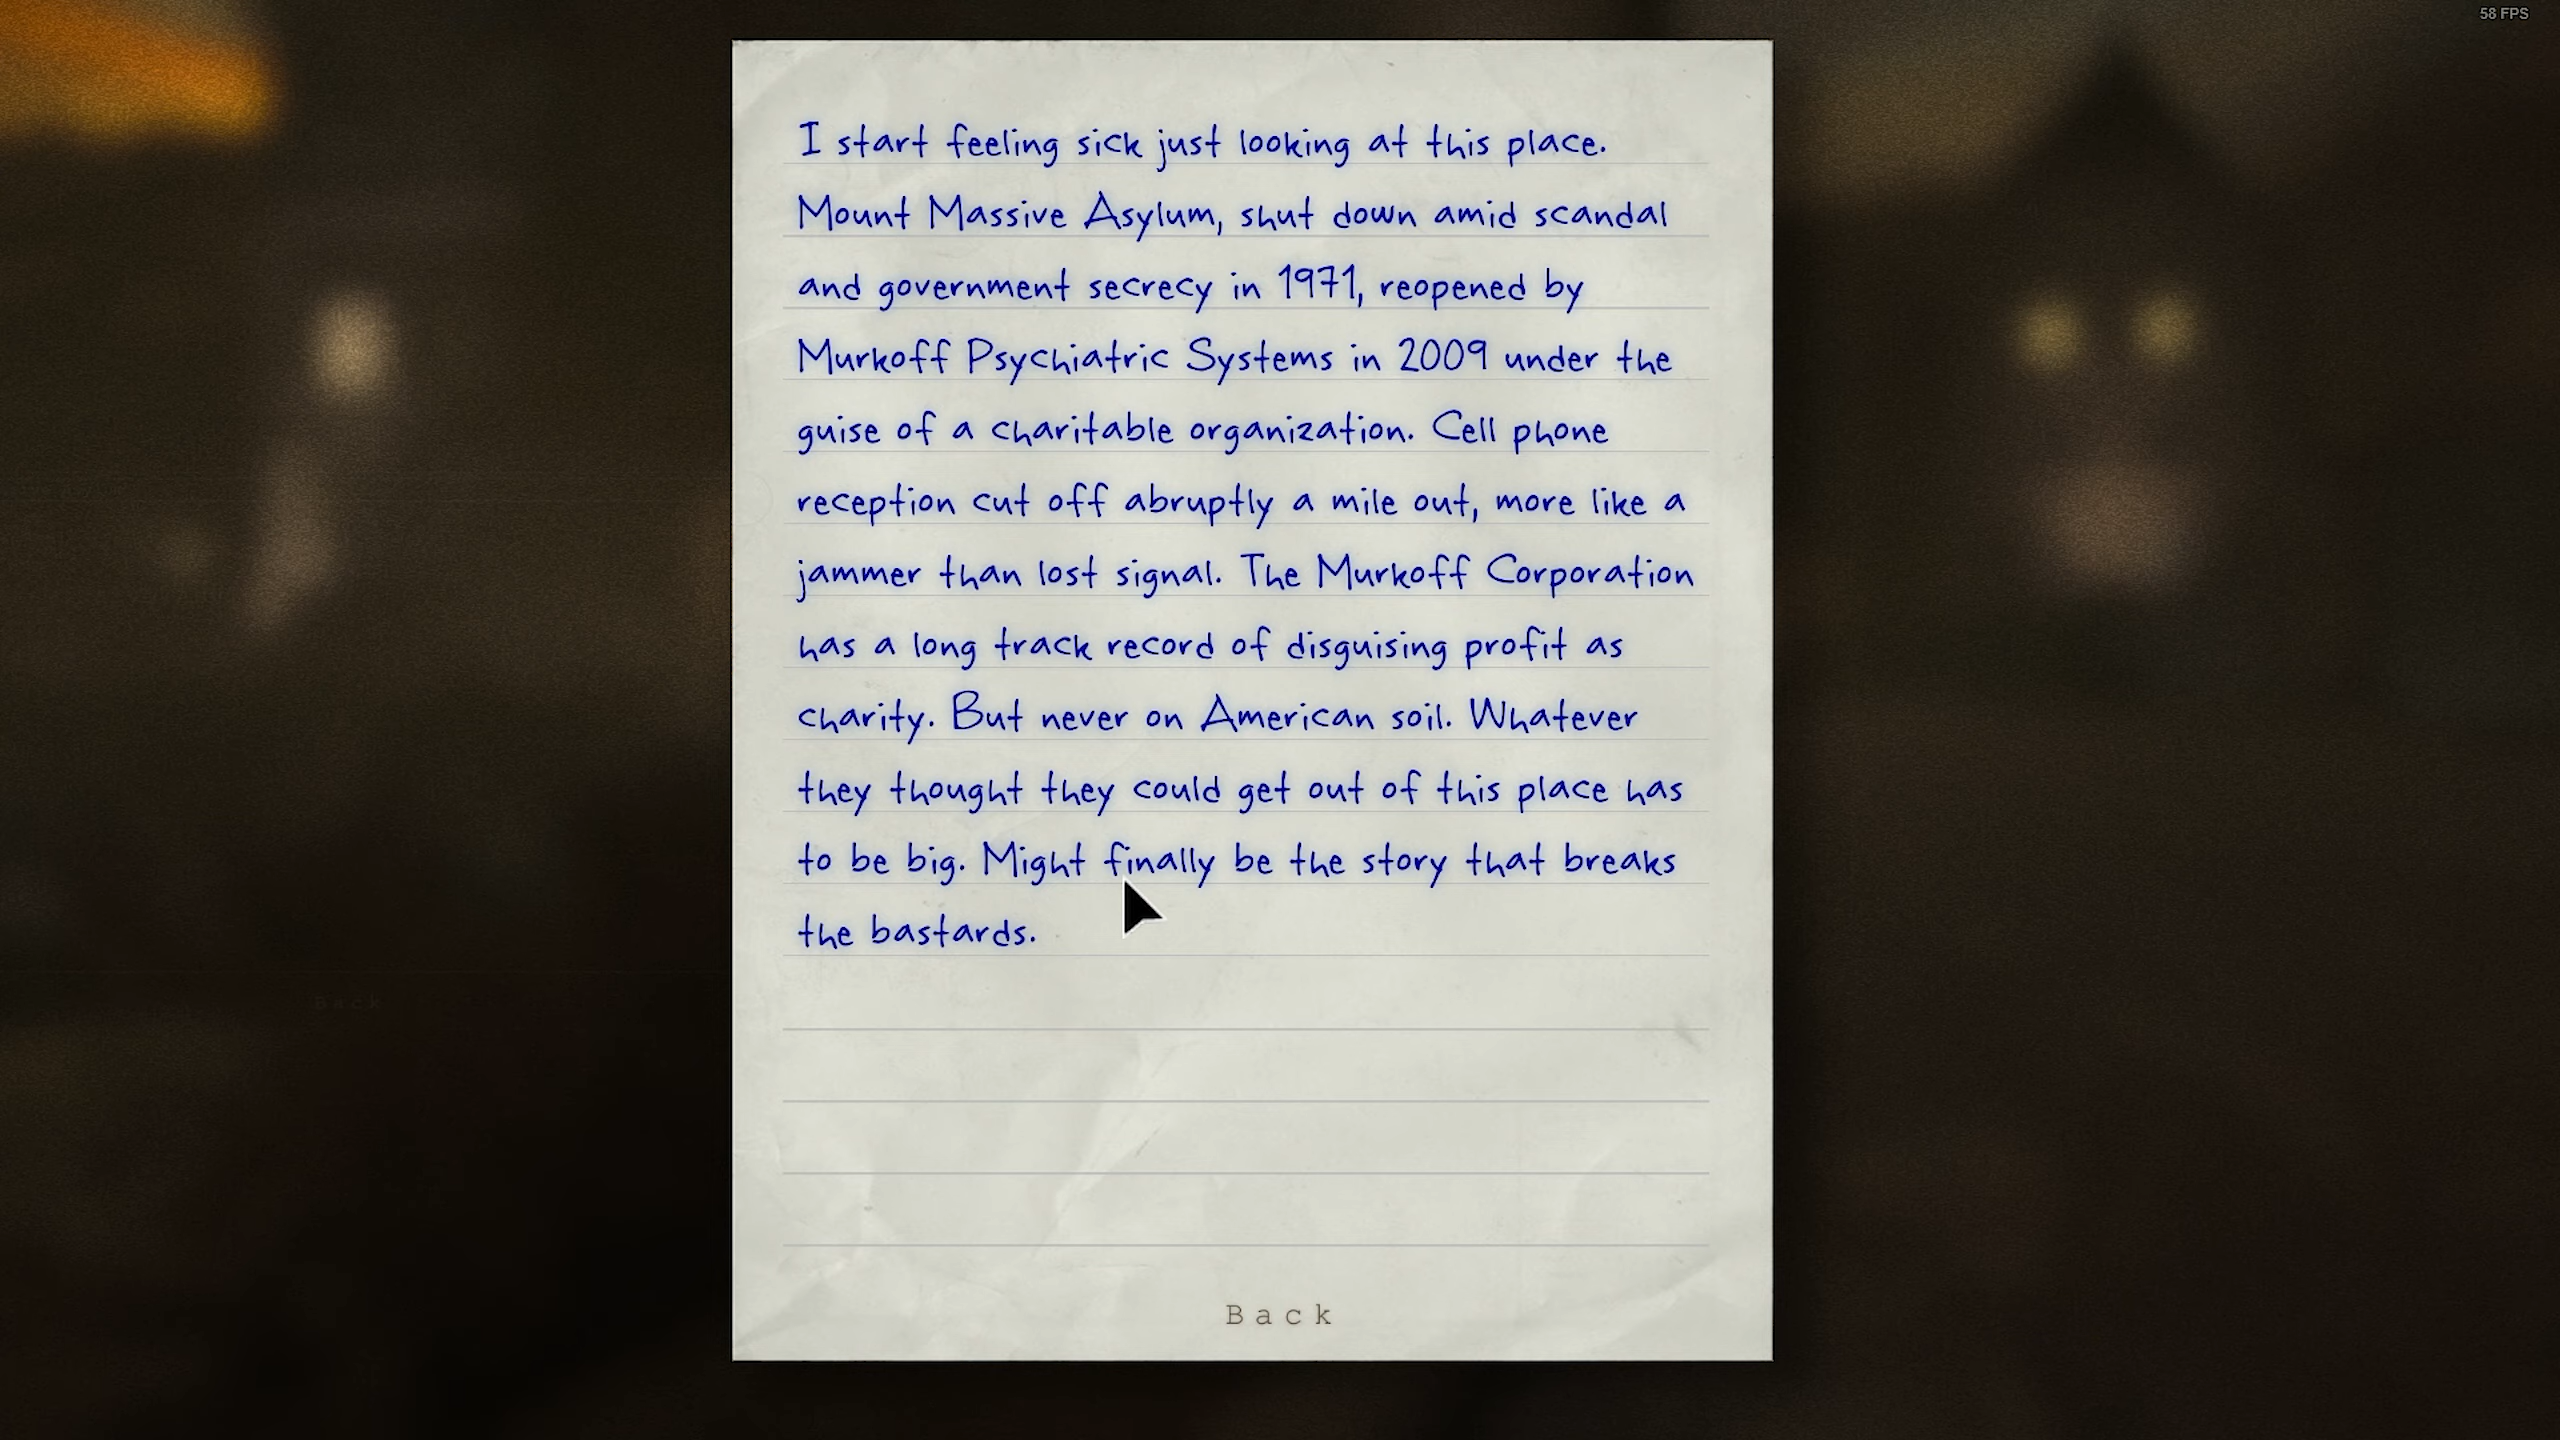 58 FPS
I start feeling sick just looking at this place.
Mount Massive Asylum, shut down amid scandal
and government secrecy in 1971, reopened by
Murkoff Psychiatric Systems in 2009 under the
guise of a charitable organization. Cell phone
reception cut off abruptly a mile out, more like a
jammer than lost signal. The Murkoff Corporation
has a long track record of disguising profit as
charity. But never on American soil. Whatever
they thought they could get out of this place has
to be big. Might finally be the story that breaks
the bastards.
Back
Back